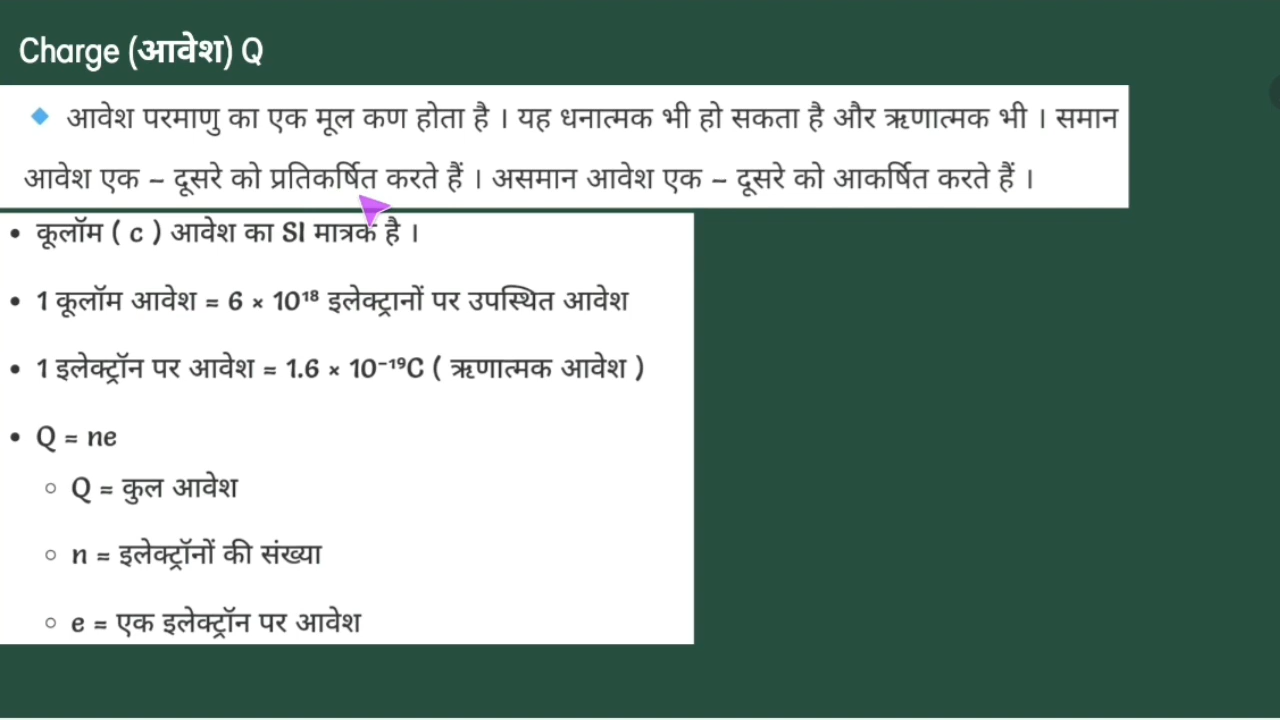 Charge (आवेश) Q
🔹 आवेश परमाणु का एक मूल कण होता है । यह धनात्मक भी हो सकता है और ऋणात्मक भी । समान
आवेश एक – दूसरे को प्रतिकर्षित करते हैं । असमान आवेश एक – दूसरे को आकर्षित करते हैं ।
• कूलॉम ( c ) आवेश का SI मात्रक है ।
• 1 कूलॉम आवेश = 6 × 10¹⁸ इलेक्ट्रानों पर उपस्थित आवेश
• 1 इलेक्ट्रॉन पर आवेश = 1.6 × 10⁻¹⁹C ( ऋणात्मक आवेश )
• Q = ne
○ Q = कुल आवेश
○ n = इलेक्ट्रॉनों की संख्या
○ e = एक इलेक्ट्रॉन पर आवेश